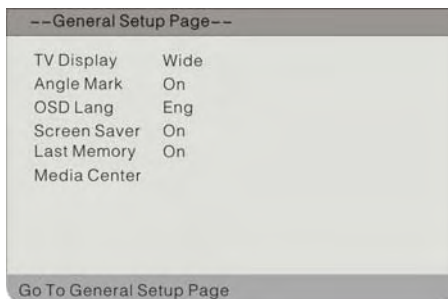 --General Setup Page--
TV Display Wide
Angle Mark On
OSD Lang Eng
Screen Saver On
Last Memory On
Media Center
Go To General Setup Page